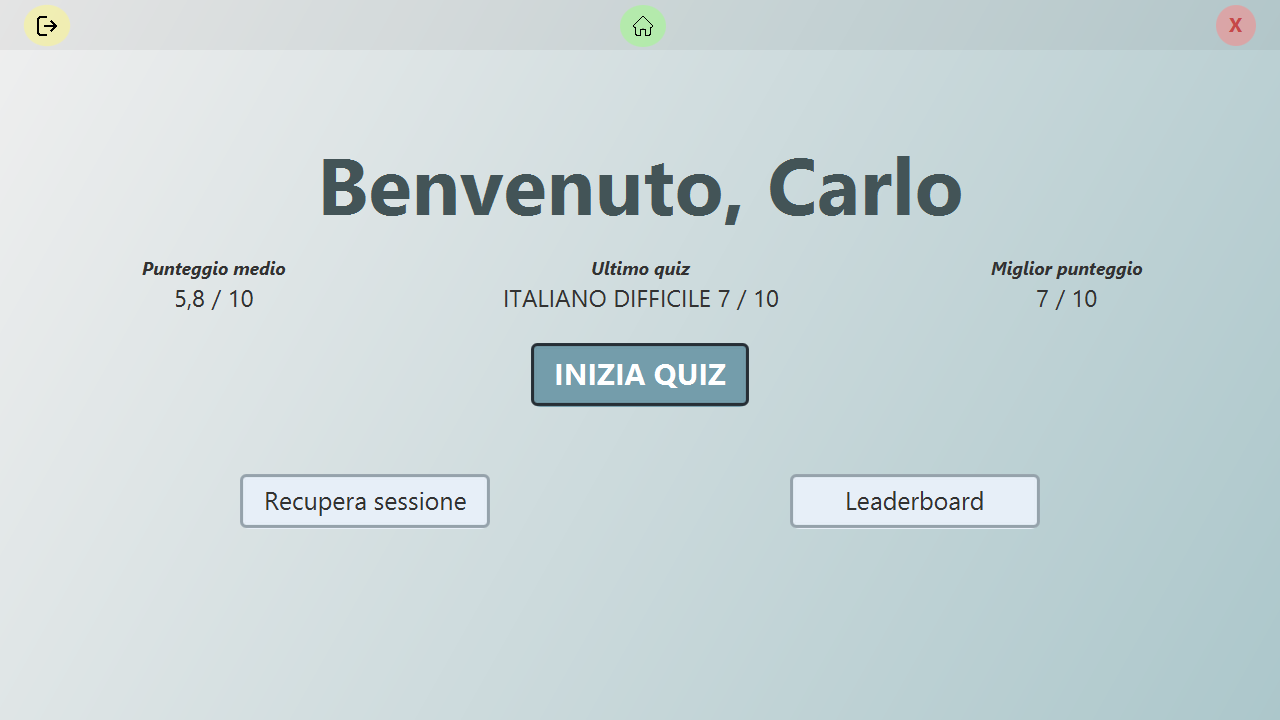 X
Benvenuto, Carlo
Punteggio medio
5,8 / 10
Ultimo quiz
ITALIANO DIFFICILE 7 / 10
Miglior punteggio
7 / 10
INIZIA QUIZ
Recupera sessione
Leaderboard